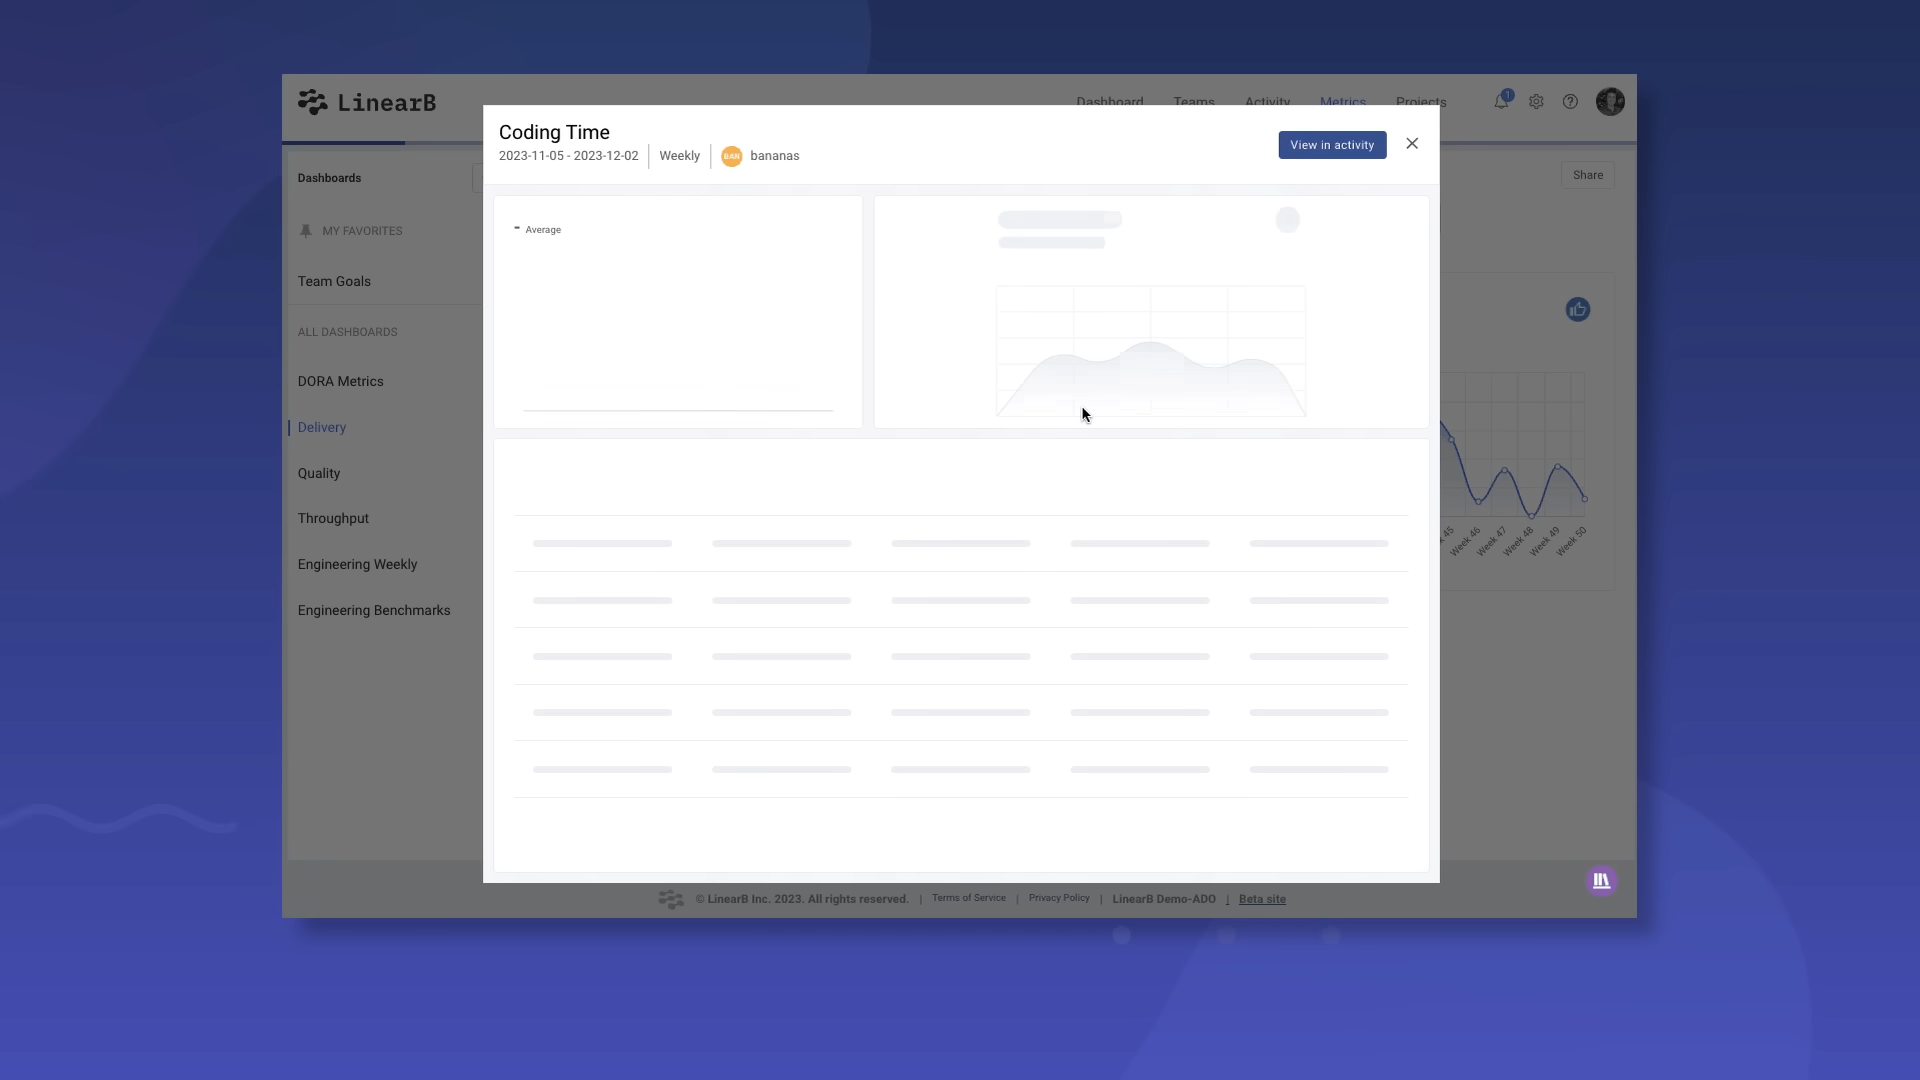 LinearB
Dashboard
Teams
Activity
Metrics
Projects
1
Coding Time
2023-11-05 - 2023-12-02
Weekly
BAN
bananas
View in activity
Share
Dashboards
MY FAVORITES
Team Goals
ALL DASHBOARDS
DORA Metrics
Delivery
Quality
Throughput
Engineering Weekly
Engineering Benchmarks
- Average
45
Week 46
Week 47
Week 48
Week 49
Week 50
© LinearB Inc. 2023. All rights reserved. | Terms of Service | Privacy Policy | LinearB Demo-ADO | Beta site